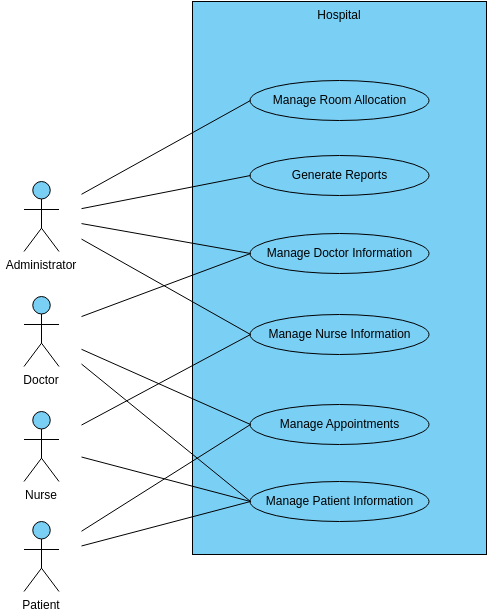 Hospital
Manage Room Allocation
Generate Reports
Manage Doctor Information
Administrator
Manage Nurse Information
Doctor
Manage Appointments
Nurse
Manage Patient Information
Patient